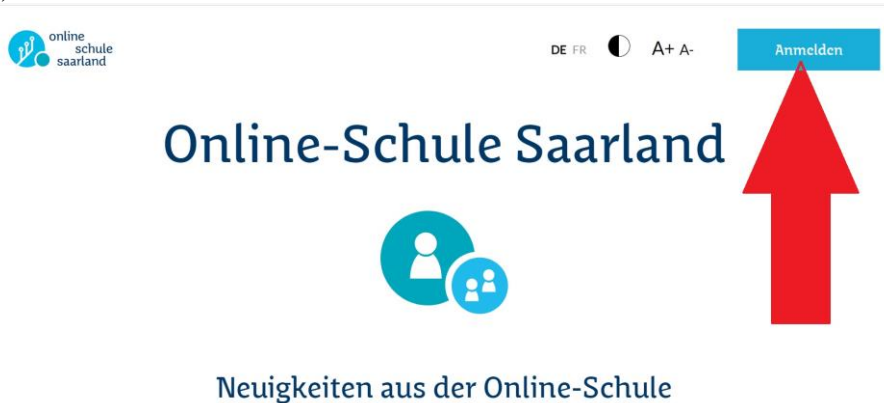 online
schule
saarland
DE FR A+ A-
Anmelden
Online-Schule Saarland
Neuigkeiten aus der Online-Schule